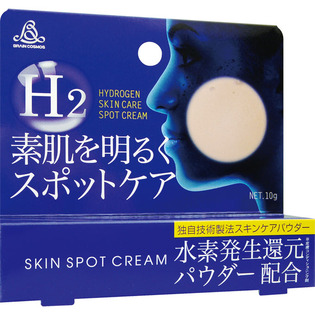 BRAIN COSMOS
H2
HYDROGEN
SKIN CARE
SPOT CREAM
素肌を明るく
スポットケア
NET.10g
独自技術製法スキンケアパウダー
SKIN SPOT CREAM
水素発生還元
パウダー 配合